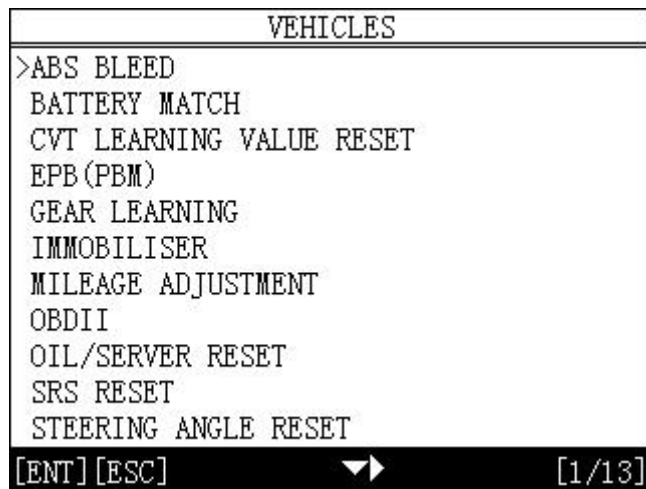 VEHICLES
>ABS BLEED
BATTERY MATCH
CVT LEARNING VALUE RESET
EPB(PBM)
GEAR LEARNING
IMMOBILISER
MILEAGE ADJUSTMENT
OBDII
OIL/SERVER RESET
SRS RESET
STEERING ANGLE RESET
[ENT][ESC] [1/13]